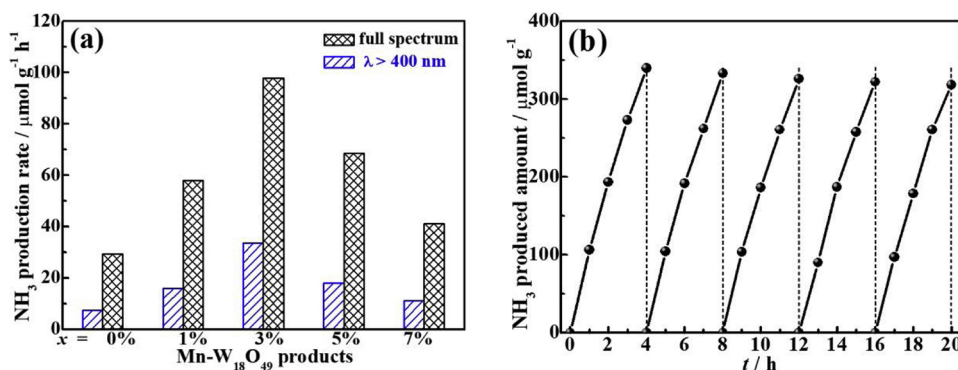 (a)
full spectrum
λ > 400 nm
NH₃ production rate / μmol g⁻¹ h⁻¹
120
100
80
60
40
20
0
x = 0% 1% 3% 5% 7%
Mn-W₁₈O₄₉ products
(b)
NH₃ produced amount / μmol g⁻¹
400
300
200
100
0
0 2 4 6 8 10 12 14 16 18 20
t / h